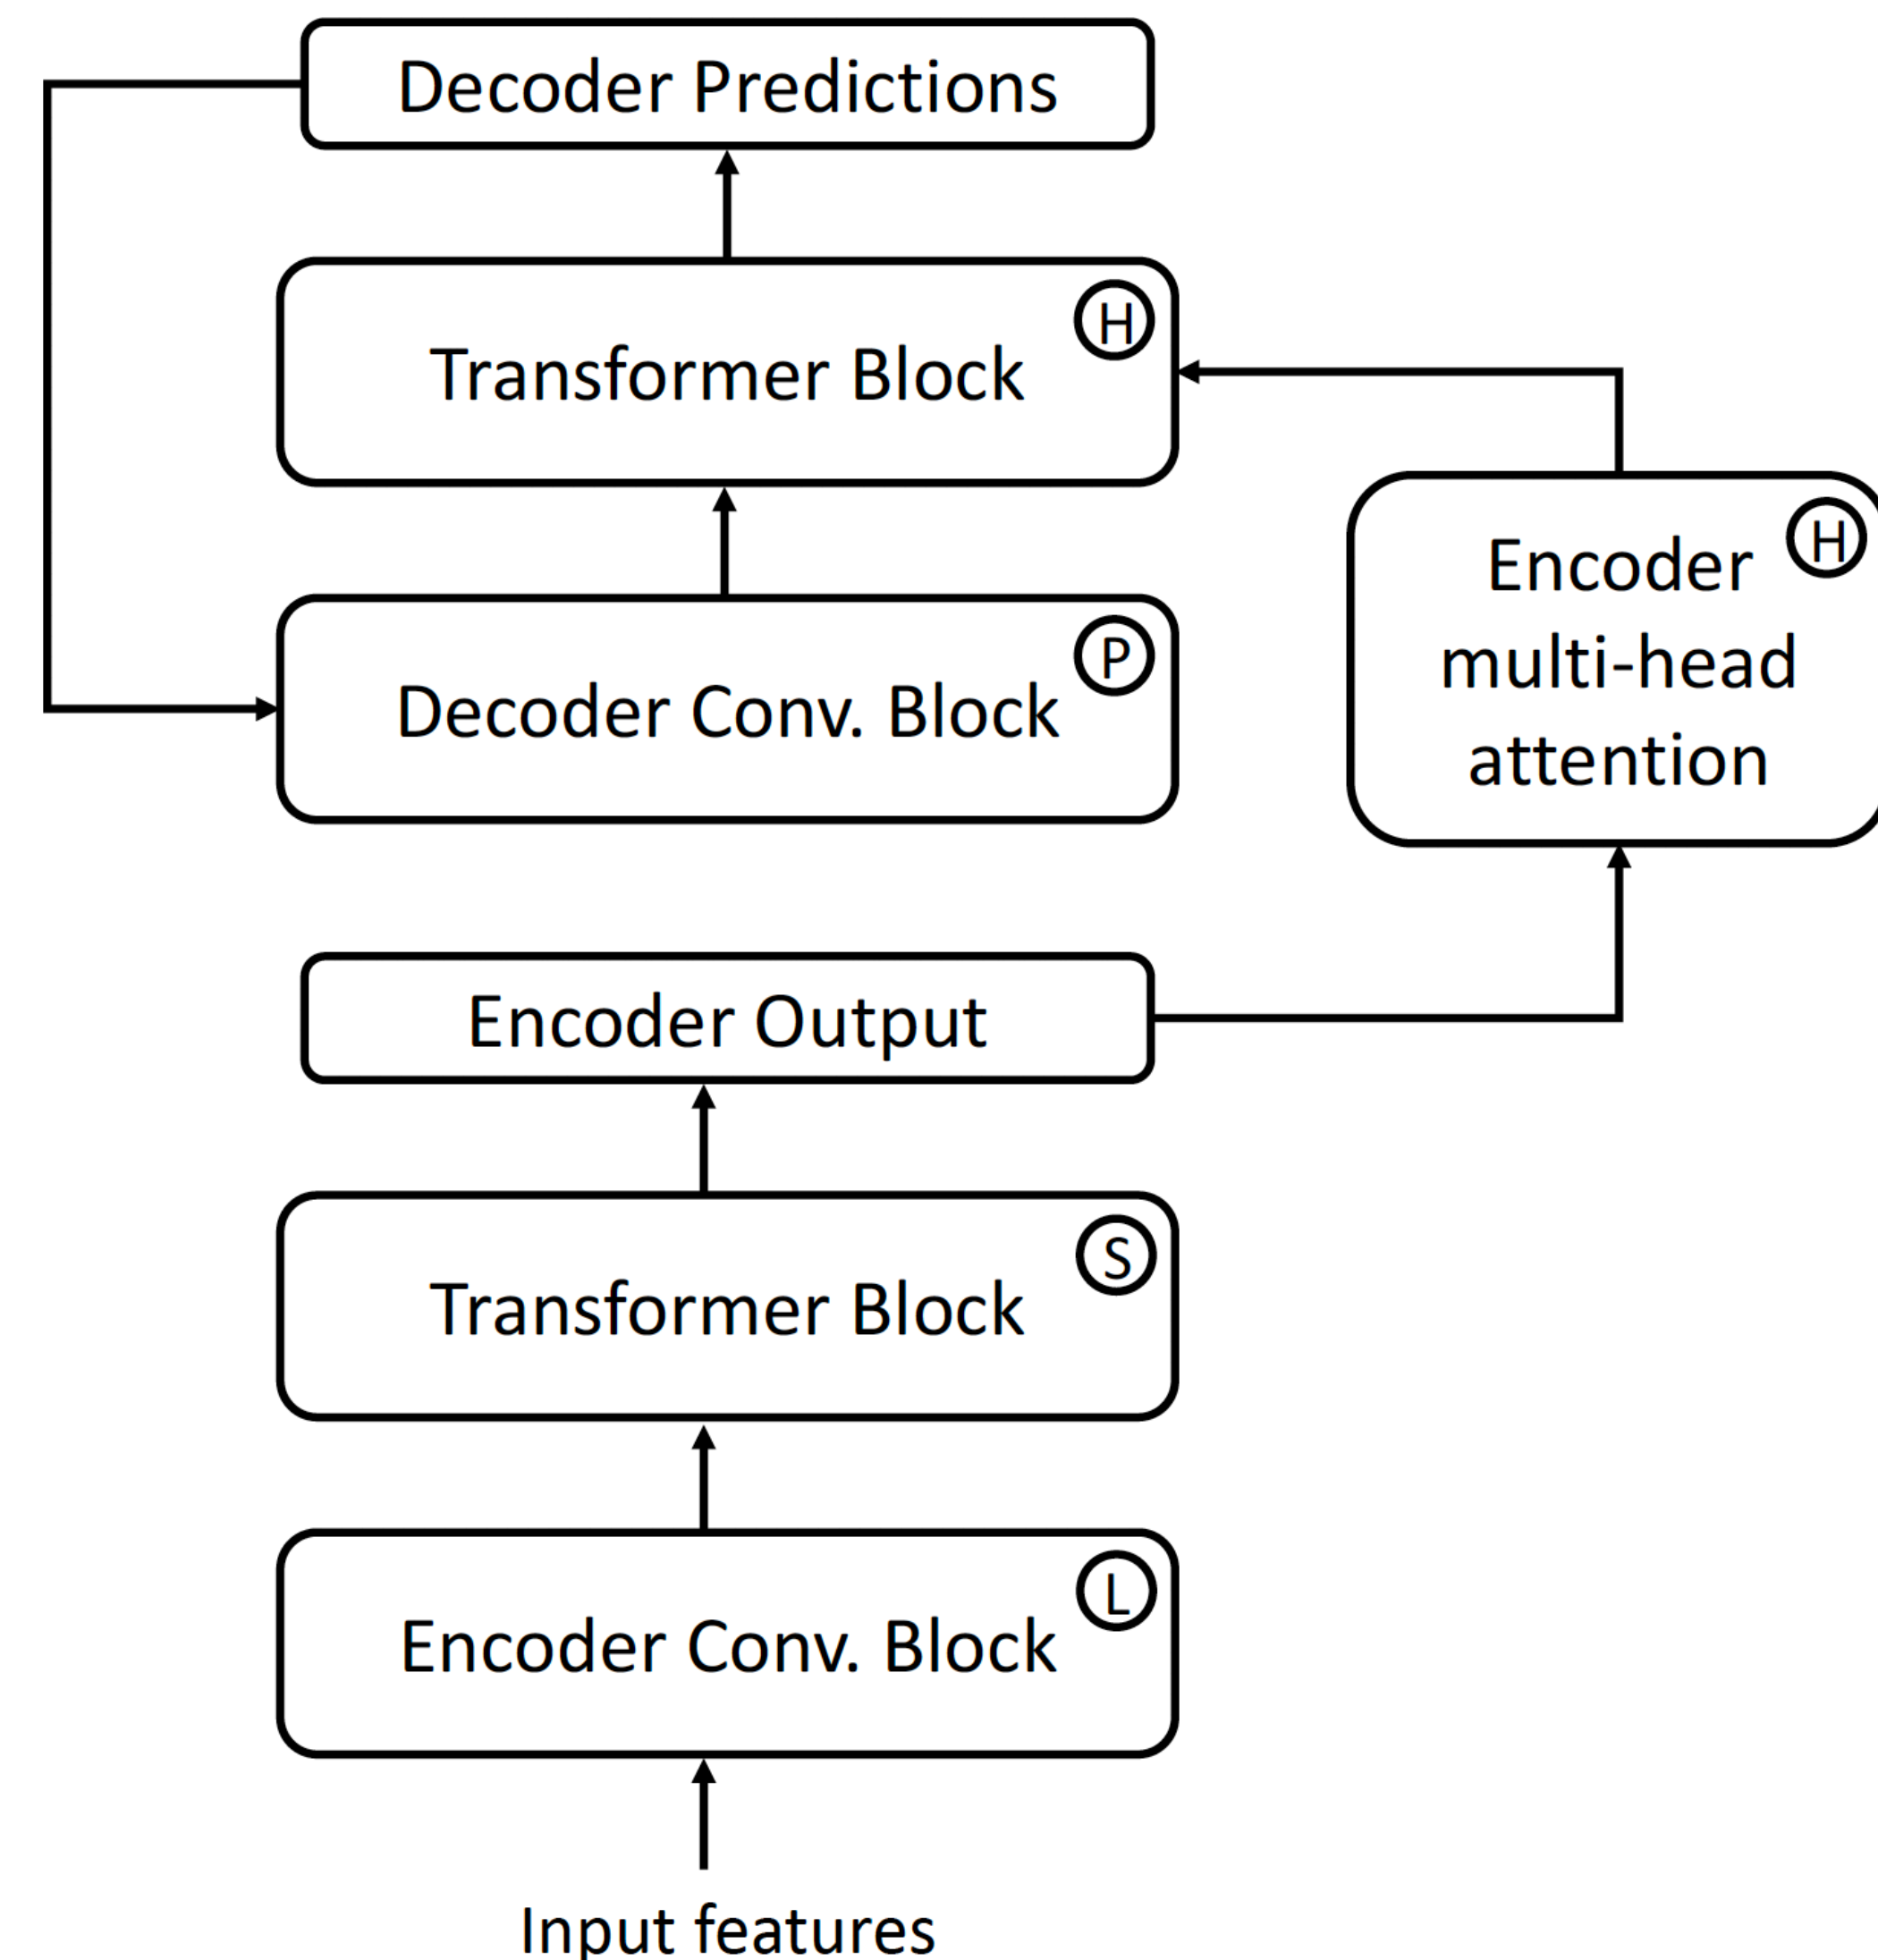 Decoder Predictions
H
Transformer Block
H
Encoder
multi-head
attention
P
Decoder Conv. Block
Encoder Output
S
Transformer Block
L
Encoder Conv. Block
Input features